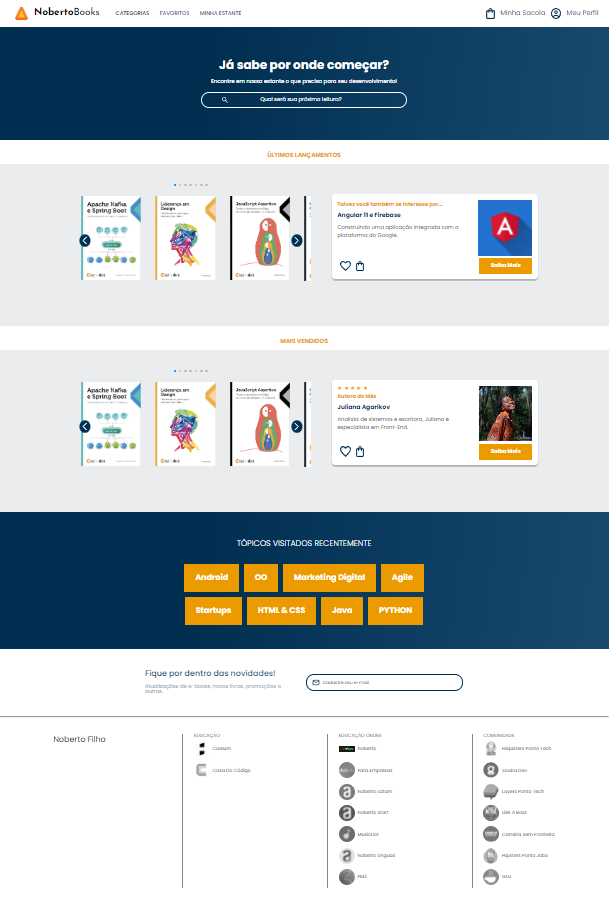 NobertoBooks
CATEGORIAS
FAVORITOS
MINHA ESTANTE
Minha Sacola
Meu Perfil
Já sabe por onde começar?
Encontre em nossa estante o que precisa para seu desenvolvimento!
Qual será sua próxima leitura?
ÚLTIMOS LANÇAMENTOS
Apache Kafka
e Spring Boot
Liderança em
Design
JavaScript Assertivo
Talvez você também se interesse por...
Angular 11 e Firebase
Construindo uma aplicação integrada com a
plataforma do Google.
Saiba Mais
MAIS VENDIDOS
Apache Kafka
e Spring Boot
Liderança em
Design
JavaScript Assertivo
Autora do Mês
Juliana Agarikov
Analista de sistemas e escritora, Juliana é
especialista em Front-End.
Saiba Mais
TÓPICOS VISITADOS RECENTEMENTE
Android
OO
Marketing Digital
Agile
Startups
HTML & CSS
Java
PYTHON
Fique por dentro das novidades!
Atualizações de e-books, novos livros, promoções e
outros.
Cadastre seu e-mail
Noberto Filho
EDUCAÇÃO
Caelum
Casa do Código
EDUCAÇÃO ONLINE
Noberto
Para Empresas
Noberto Latam
Noberto Start
MusicDot
Noberto Línguas
PM3
COMUNIDADE
Hispisters Ponto Tech
Scuba Dev
Layers Ponto Tech
Like A Boss
Carreira Sem Fronteira
Hipsters Ponto Jobs
GUJ